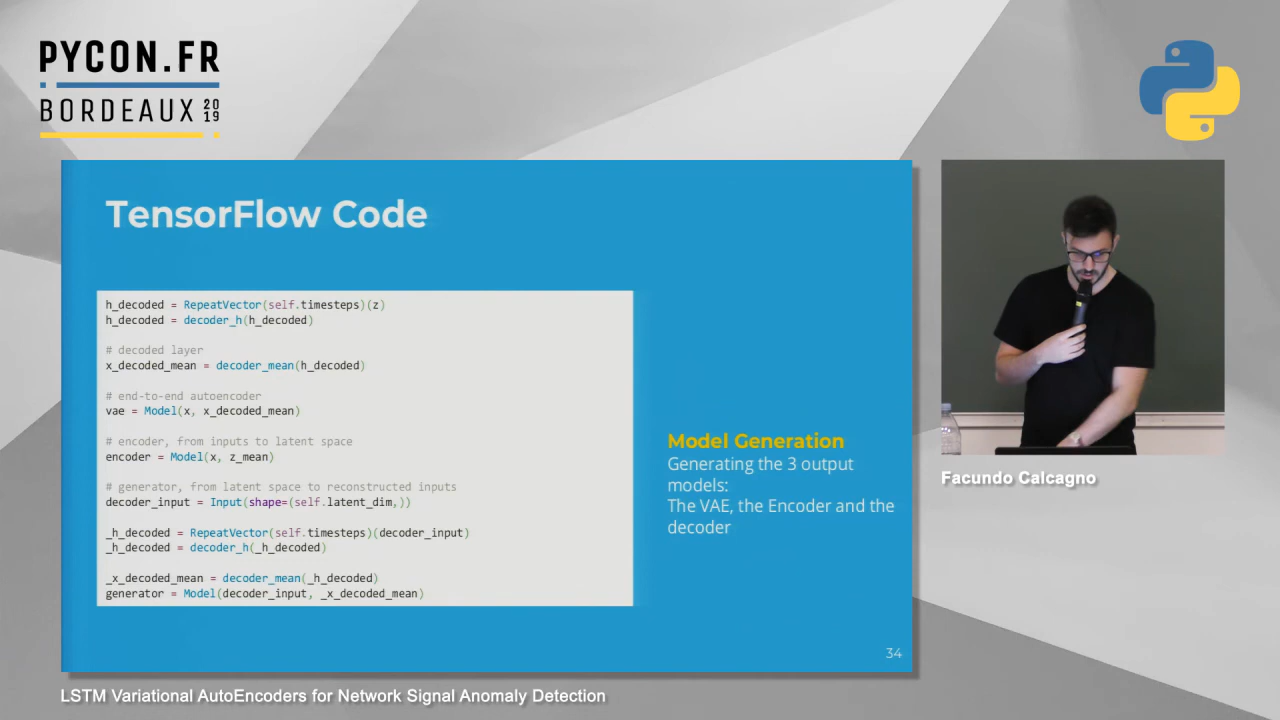 PYCON.FR
BORDEAUX 2019
TensorFlow Code
h_decoded = RepeatVector(self.timesteps)(z)
h_decoded = decoder_h(h_decoded)
# decoded layer
x_decoded_mean = decoder_mean(h_decoded)
# end-to-end autoencoder
vae = Model(x, x_decoded_mean)
# encoder, from inputs to latent space
encoder = Model(x, z_mean)
# generator, from latent space to reconstructed inputs
decoder_input = Input(shape=(self.latent_dim,))
_h_decoded = RepeatVector(self.timesteps)(decoder_input)
_h_decoded = decoder_h(_h_decoded)
_x_decoded_mean = decoder_mean(_h_decoded)
generator = Model(decoder_input, _x_decoded_mean)
Model Generation
Generating the 3 output
models:
The VAE, the Encoder and the
decoder
34
Facundo Calcagno
LSTM Variational AutoEncoders for Network Signal Anomaly Detection